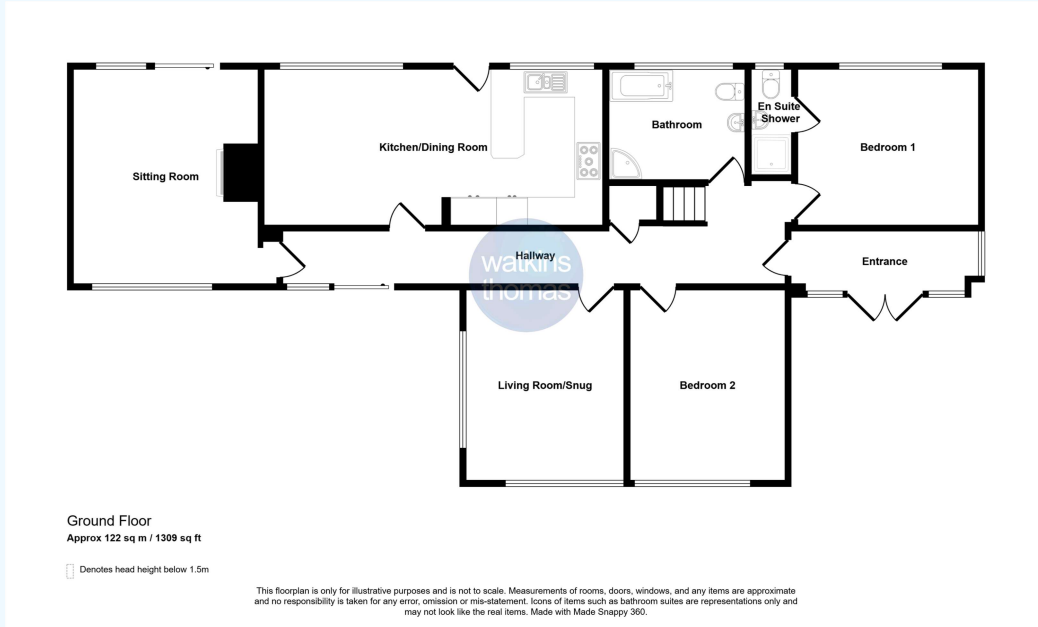 En Suite
Shower
Bathroom
Kitchen/Dining Room
Bedroom 1
Sitting Room
Hallway
watkins
thomas
Entrance
Living Room/Snug
Bedroom 2
Ground Floor
Approx 122 sq m / 1309 sq ft
Denotes head height below 1.5m
This floorplan is only for illustrative purposes and is not to scale. Measurements of rooms, doors, windows, and any items are approximate
and no responsibility is taken for any error, omission or mis-statement. Icons of items such as bathroom suites are representations only and
may not look like the real items. Made with Made Snappy 360.